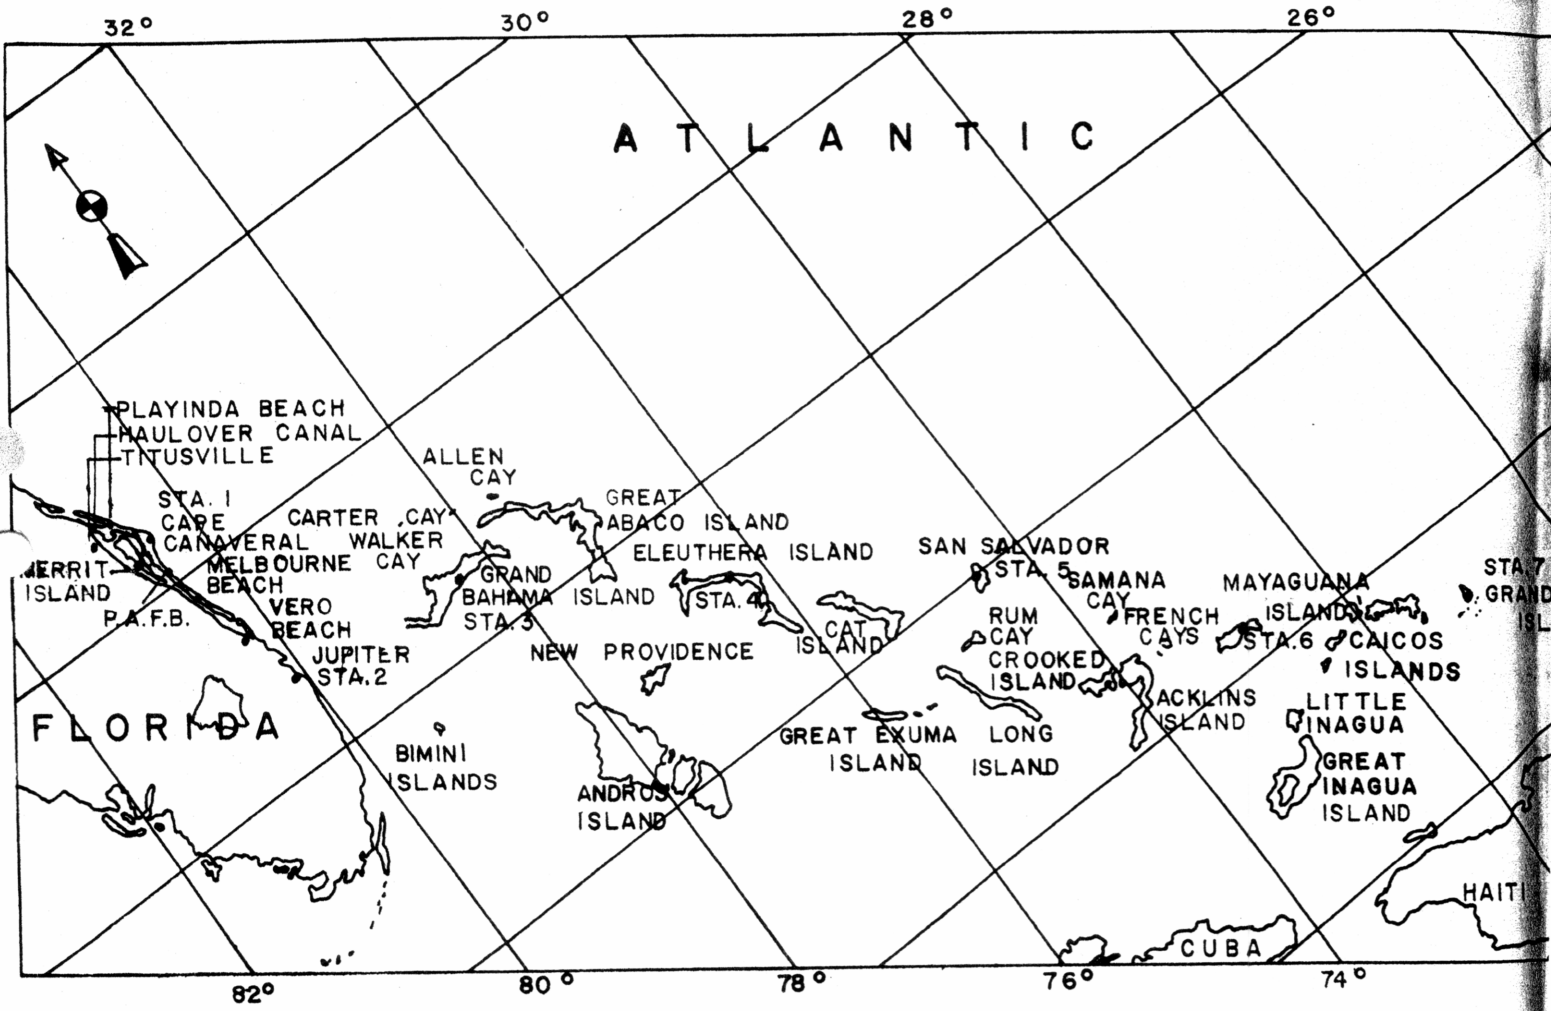 32° 30° 28° 26°
ATLANTIC
PLAYINDA BEACH
HAULOVER CANAL
TITUSVILLE
STA. 1
CAPE
CANAVERAL
MELBOURNE
BEACH
MERRIT
ISLAND
P.A.F.B.
VERO
BEACH
JUPITER
STA. 2
FLORIDA
ALLEN
CAY
CARTER CAY
WALKER
CAY
GREAT
ABACO ISLAND
GRAND
BAHAMA ISLAND
STA. 3
ELEUTHERA ISLAND
STA. 4
NEW PROVIDENCE
BIMINI
ISLANDS
ANDROS
ISLAND
CAT
ISLAND
SAN SALVADOR
STA. 5
RUM
CAY
CROOKED
ISLAND
GREAT EXUMA
ISLAND
LONG
ISLAND
SAMANA
CAY
FRENCH
CAYS
ACKLINS
ISLAND
MAYAGUANA
ISLAND
STA. 6
CAICOS
ISLANDS
LITTLE
INAGUA
GREAT
INAGUA
ISLAND
STA. 7
GRAND
ISL
HAITI
CUBA
82° 80° 78° 76° 74°